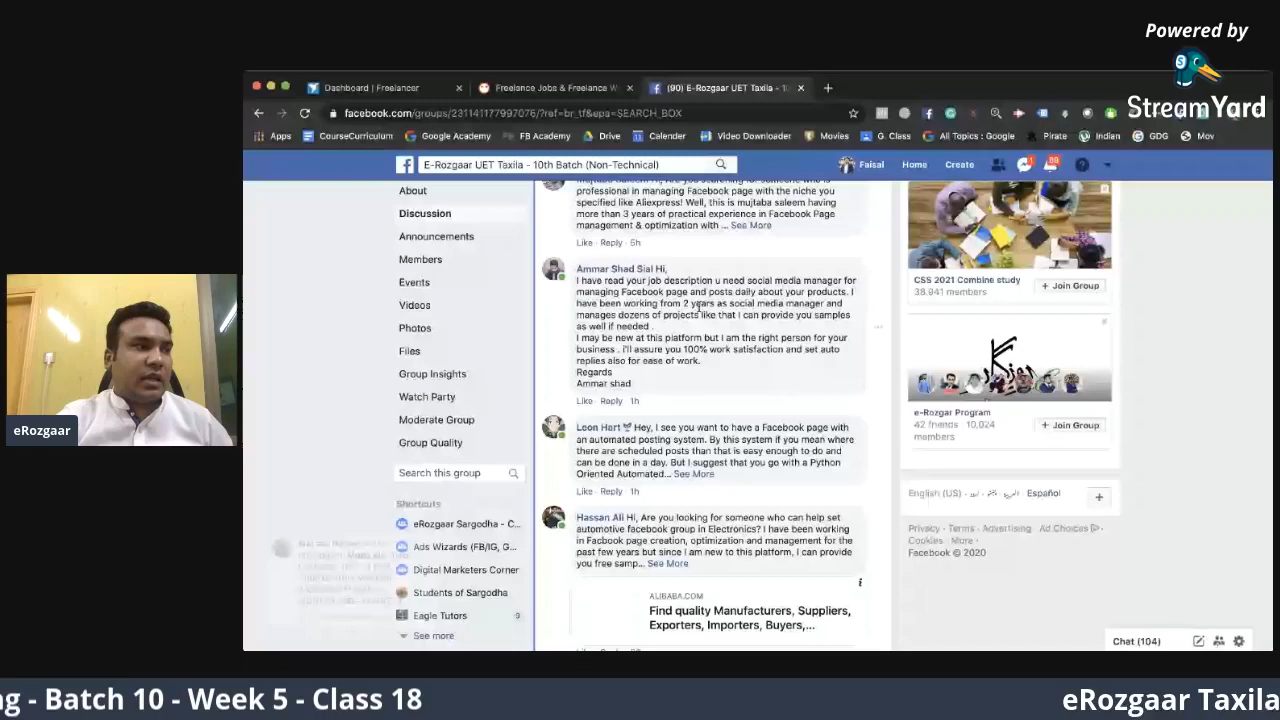 Powered by
StreamYard
Dashboard | Freelancer
Freelance Jobs & Freelance W
(90) E-Rozgaar UET Taxila - 10
facebook.com/groups/231141177997076/?ref=br_tf&epa=SEARCH_BOX
Apps
CourseCurriculum
Google Academy
FB Academy
Drive
Calender
Video Downloader
Movies
G. Class
All Topics : Google
Pirate
Indian
GDG
Mov
E-Rozgaar UET Taxila - 10th Batch (Non-Technical)
Faisal
Home
Create
About
Discussion
Announcements
Members
Events
Videos
Photos
Files
Group Insights
Watch Party
Moderate Group
Group Quality
Search this group
Shortcuts
eRozgaar Sargodha - C...
Ads Wizards (FB/IG, G...
Digital Marketers Corner
Students of Sargodha
Eagle Tutors 9
See more
professional in managing Facebook page with the niche you
specified like Aliexpress! Well, this is mujtaba saleem having
more than 3 years of practical experience in Facebook Page
management & optimization with ... See More
Like · Reply · 5h
Ammar Shad Sial Hi,
I have read your job description u need social media manager for
managing Facebook page and posts daily about your products. I
have been working from 2 years as social media manager and
manages dozens of projects like that I can provide you samples
as well if needed .
I may be new at this platform but I am the right person for your
business . i'll assure you 100% work satisfaction and set auto
replies also for ease of work.
Regards
Ammar shad
Like · Reply · 1h
Leon Hart Hey, I see you want to have a Facebook page with
an automated posting system. By this system if you mean where
there are scheduled posts than that is easy enough to do and
can be done in a day. But I suggest that you go with a Python
Oriented Automated... See More
Like · Reply · 1h
Hassan Ali Hi, Are you looking for someone who can help set
automotive facebook group in Electronics? I have been working
in Facbook page creation, optimization and management for the
past few years but since I am new to this platform, I can provide
you free samp... See More
ALIBABA.COM
Find quality Manufacturers, Suppliers,
Exporters, Importers, Buyers,...
CSS 2021 Combine study
38,941 members
+ Join Group
e-Rozgar Program
42 friends · 10,024
members
+ Join Group
English (US)
Español
Privacy · Terms · Advertising · Ad Choices
Cookies · More
Facebook © 2020
Chat (104)
eRozgaar
g - Batch 10 - Week 5 - Class 18
eRozgaar Taxila